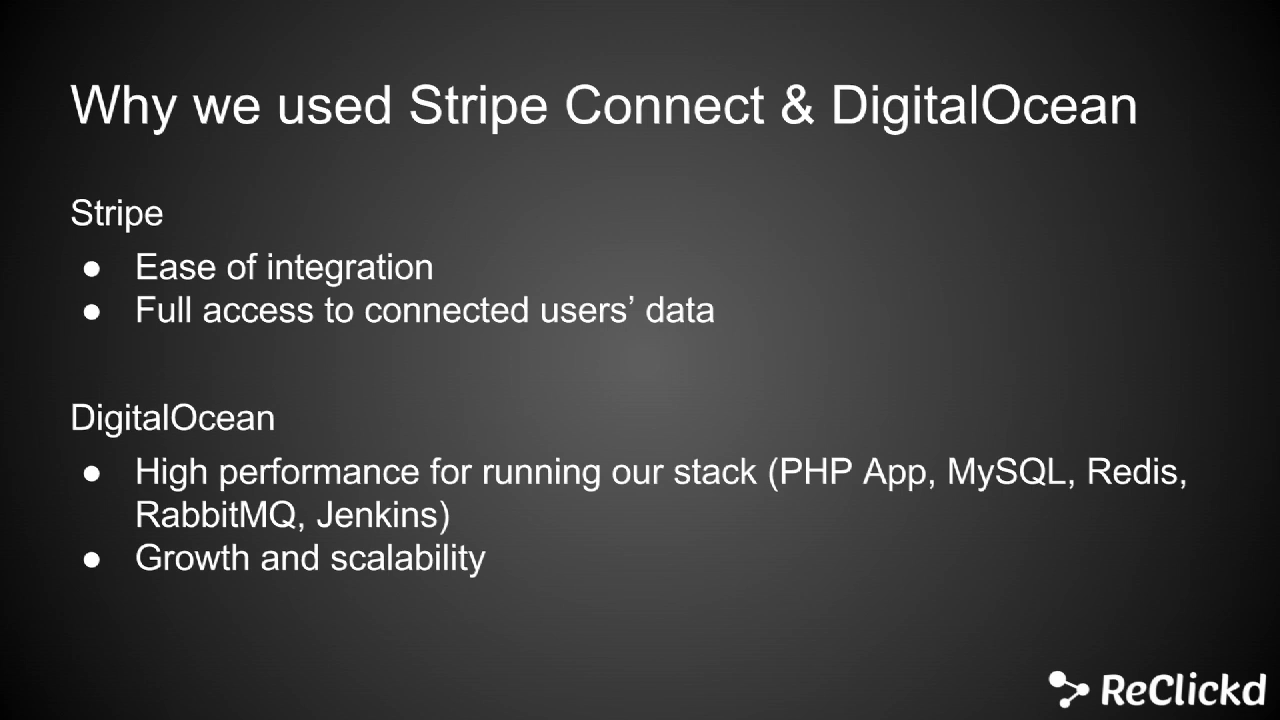 Why we used Stripe Connect & DigitalOcean
Stripe
● Ease of integration
● Full access to connected users’ data
DigitalOcean
● High performance for running our stack (PHP App, MySQL, Redis,
RabbitMQ, Jenkins)
● Growth and scalability
ReClickd